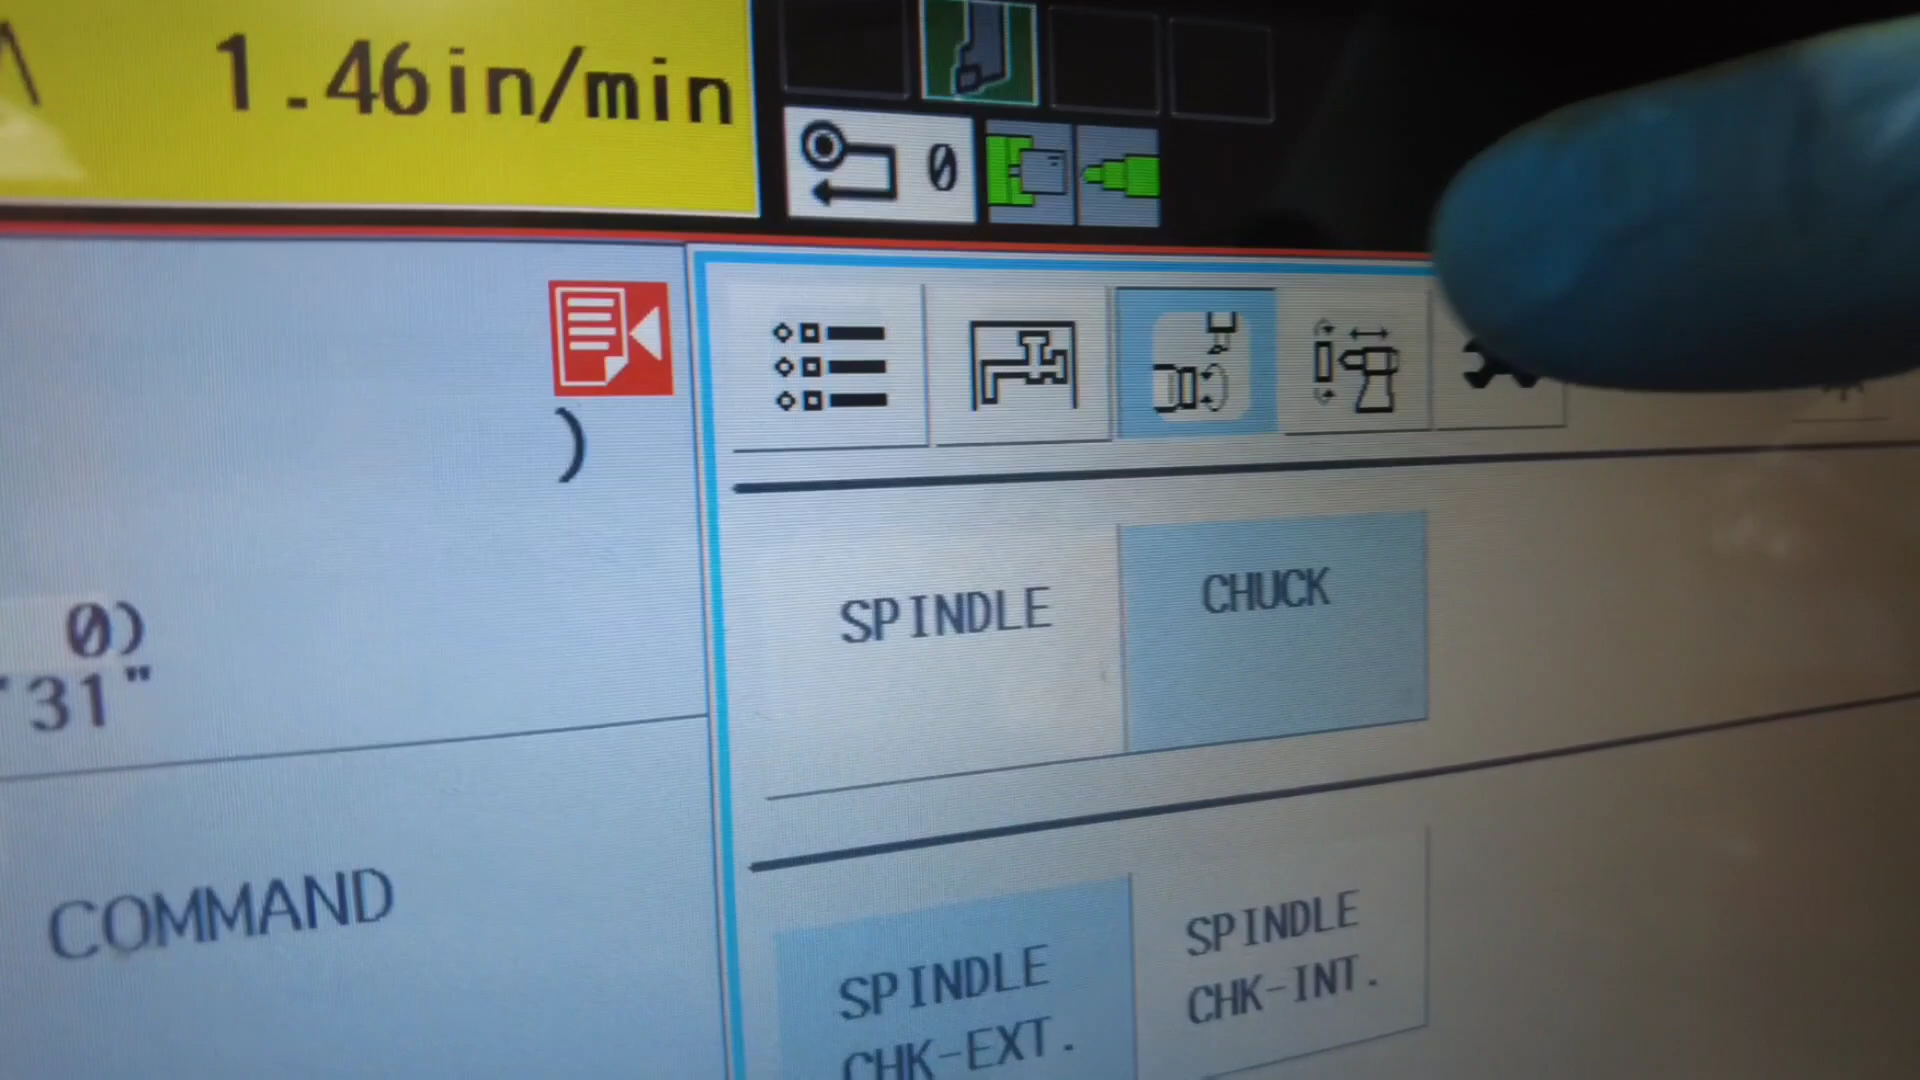 1.46in/min
0
)
0)
"31"
COMMAND
SPINDLE
CHUCK
SPINDLE
CHK-EXT.
SPINDLE
CHK-INT.